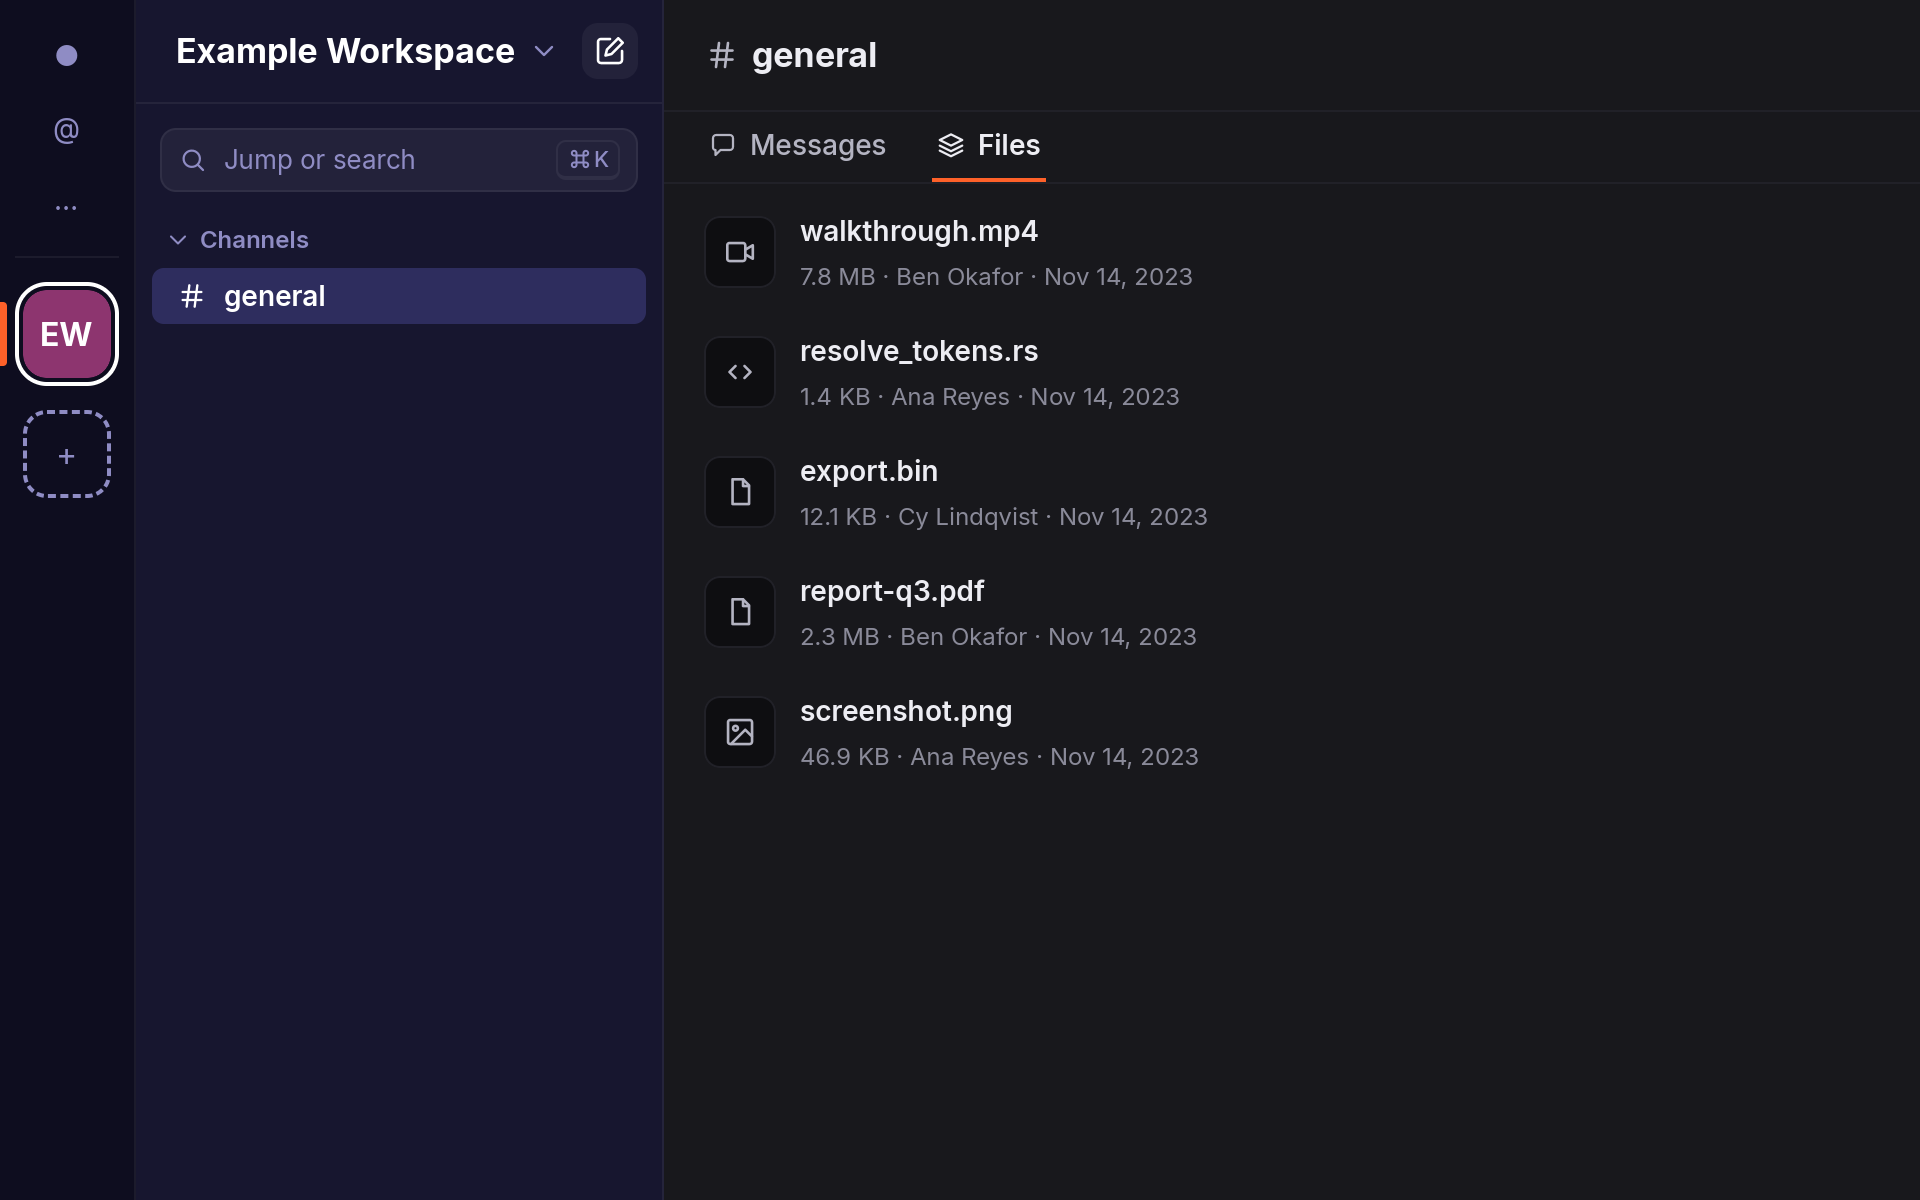 @
...
EW
+
Example Workspace
Jump or search
⌘K
Channels
# general
# general
Messages
Files
walkthrough.mp4
7.8 MB · Ben Okafor · Nov 14, 2023
resolve_tokens.rs
1.4 KB · Ana Reyes · Nov 14, 2023
export.bin
12.1 KB · Cy Lindqvist · Nov 14, 2023
report-q3.pdf
2.3 MB · Ben Okafor · Nov 14, 2023
screenshot.png
46.9 KB · Ana Reyes · Nov 14, 2023